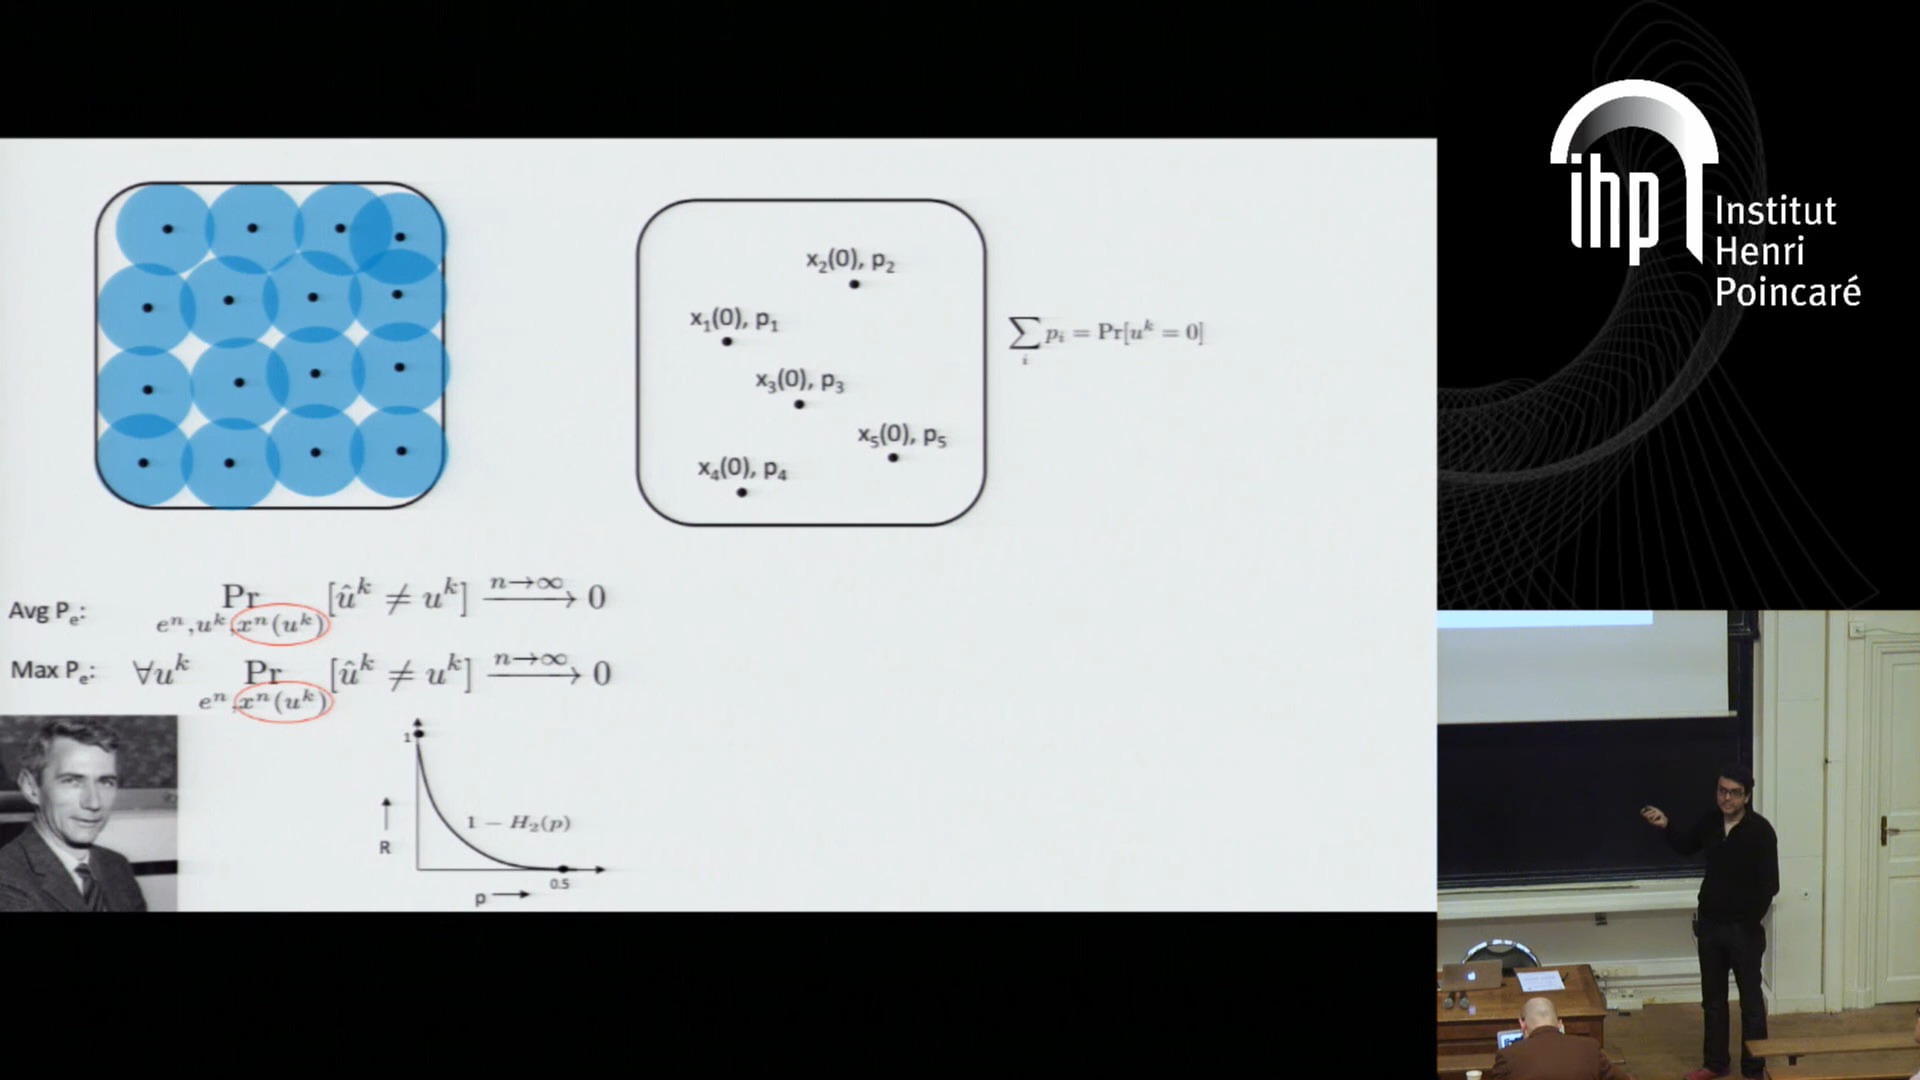 x₂(0), p₂
x₁(0), p₁
x₃(0), p₃
x₅(0), p₅
x₄(0), p₄
∑ᵢ pᵢ = Pr[uᵏ = 0]
Avg Pₑ: Pr [ûᵏ ≠ uᵏ] n→∞ → 0
eⁿ,uᵏ,xⁿ(uᵏ)
Max Pₑ: ∀uᵏ Pr [ûᵏ ≠ uᵏ] n→∞ → 0
eⁿ,xⁿ(uᵏ)
1
1 − H₂(p)
R
0.5
p
ihp
Institut
Henri
Poincaré